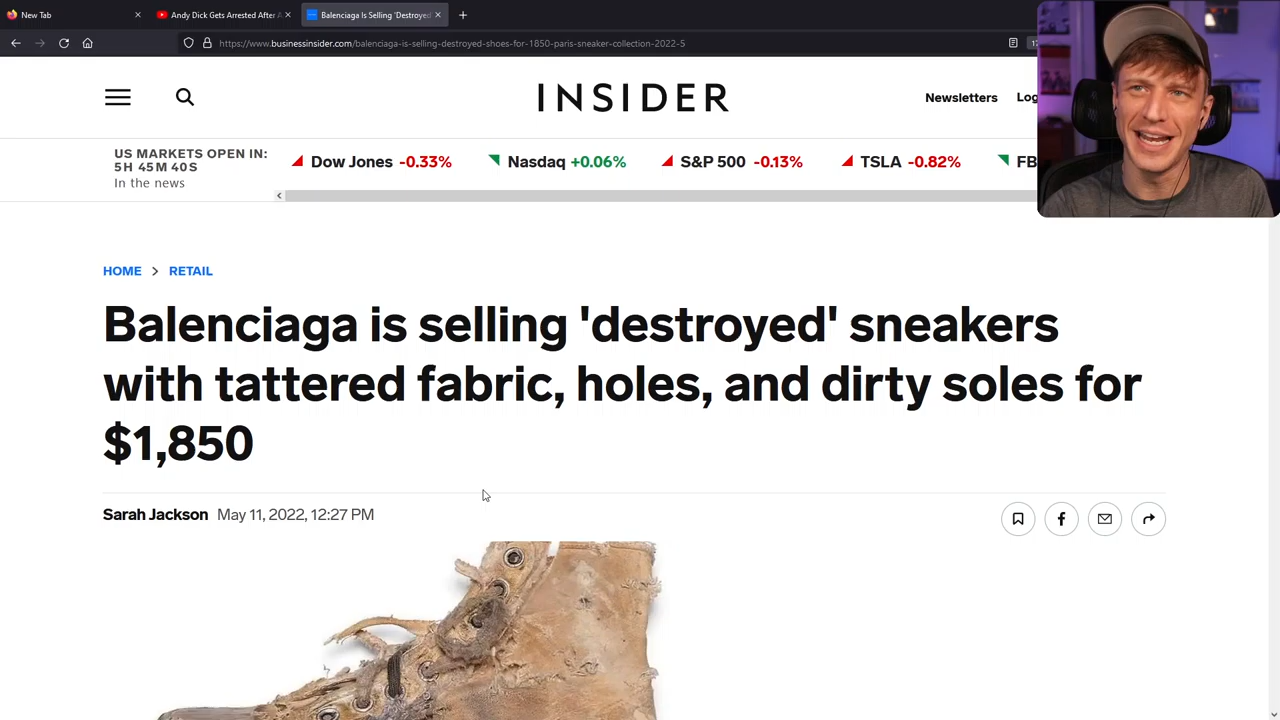 New Tab
Andy Dick Gets Arrested After
Balenciaga Is Selling 'Destroyed'
https://www.businessinsider.com/balenciaga-is-selling-destroyed-shoes-for-1850-paris-sneaker-collection-2022-5
INSIDER
Newsletters
US MARKETS OPEN IN:
5H 45M 40S
In the news
Dow Jones -0.33%
Nasdaq +0.06%
S&P 500 -0.13%
TSLA -0.82%
FB
HOME > RETAIL
Balenciaga is selling 'destroyed' sneakers
with tattered fabric, holes, and dirty soles for
$1,850
Sarah Jackson May 11, 2022, 12:27 PM